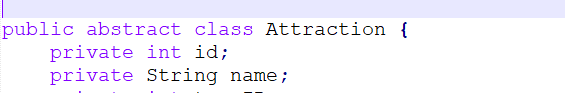 public abstract class Attraction {
    private int id;
    private String name;